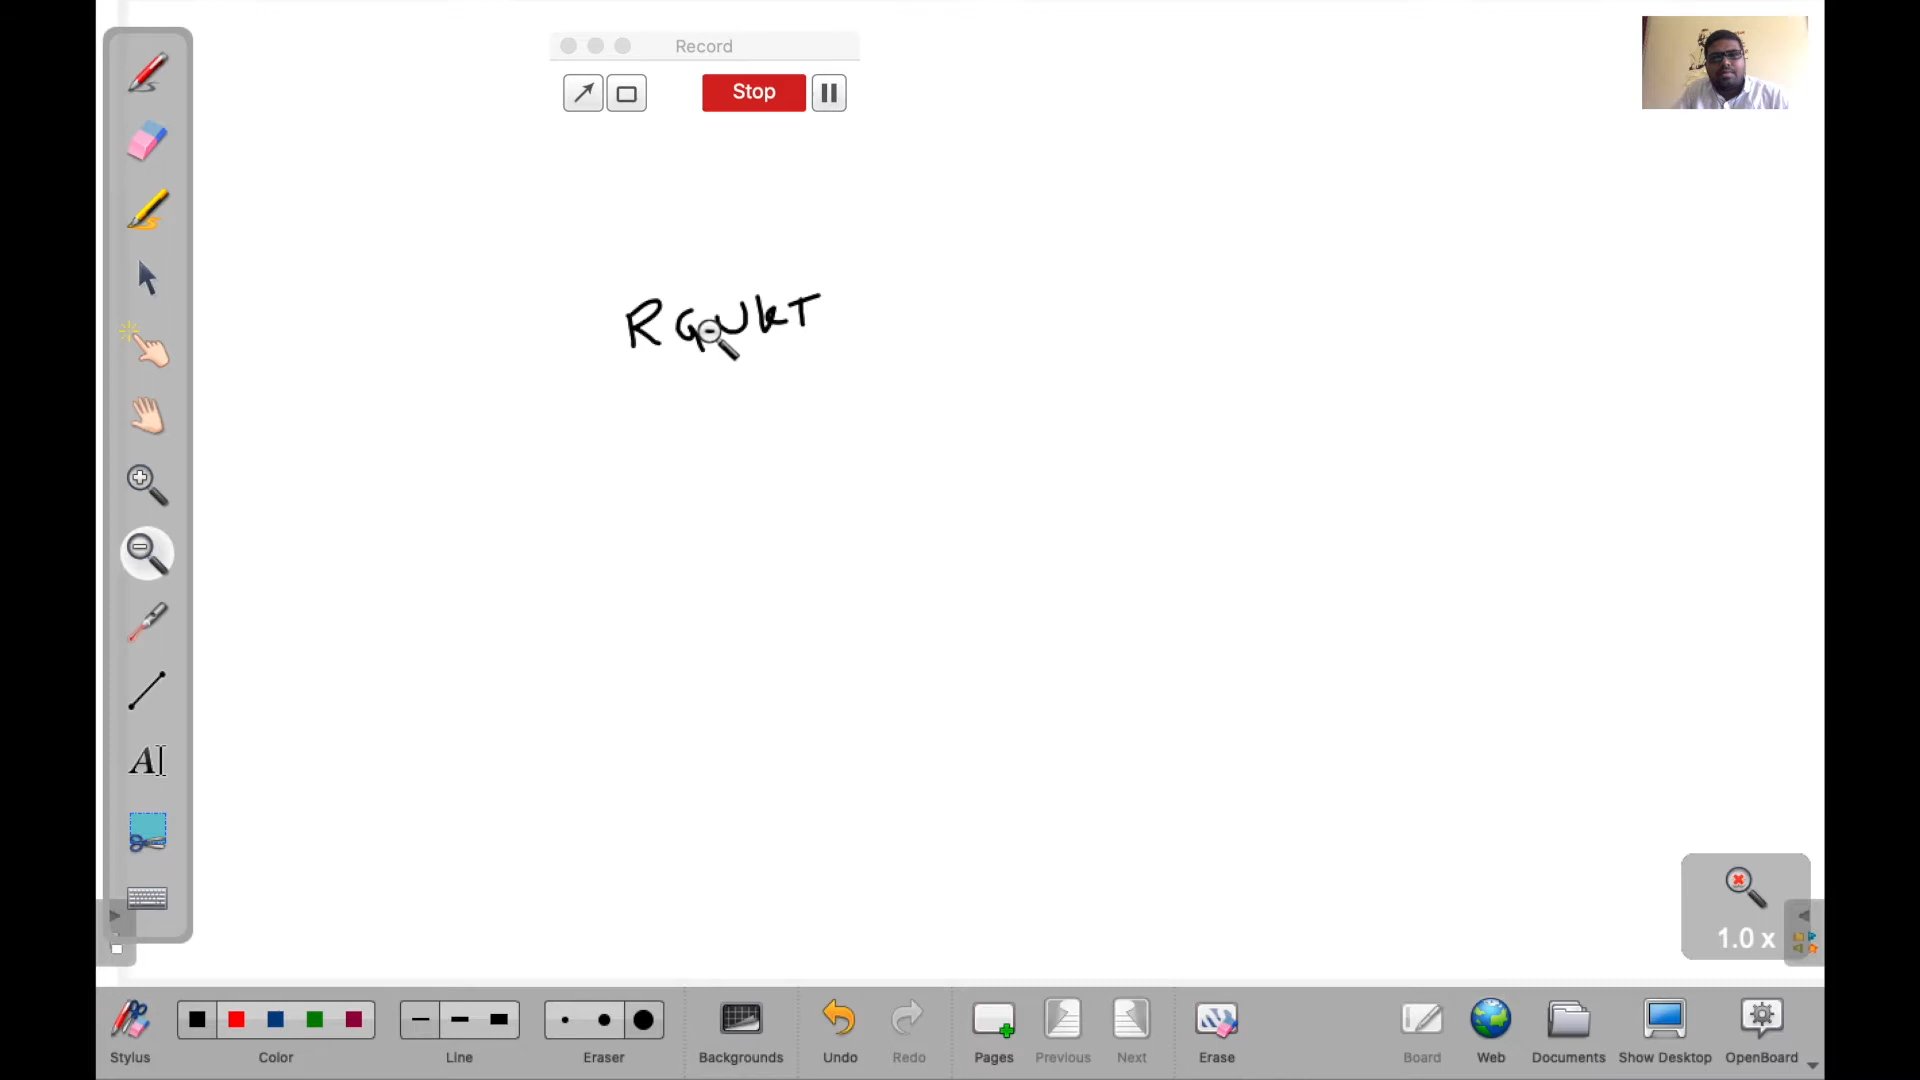 Record
Stop
RGUKT
1.0 x
Stylus
Color
Line
Eraser
Backgrounds
Undo
Redo
Pages
Previous
Next
Erase
Board
Web
Documents
Show Desktop
OpenBoard